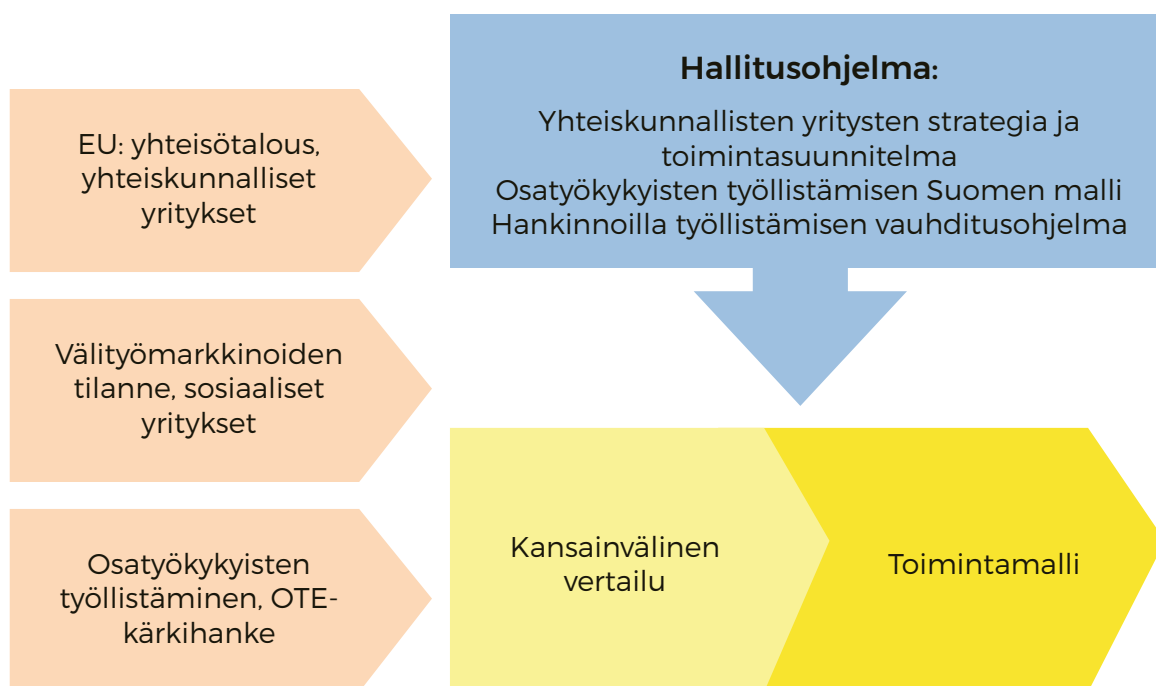 EU: yhteisötalous,
yhteiskunnalliset
yritykset
Välityömarkkinoiden
tilanne, sosiaaliset
yritykset
Osatyökykyisten
työllistäminen, OTE-
kärkihanke
Hallitusohjelma:
Yhteiskunnallisten yritysten strategia ja
toimintasuunnitelma
Osatyökykyisten työllistämisen Suomen malli
Hankinnoilla työllistämisen vauhditusohjelma
Kansainvälinen
vertailu
Toimintamalli